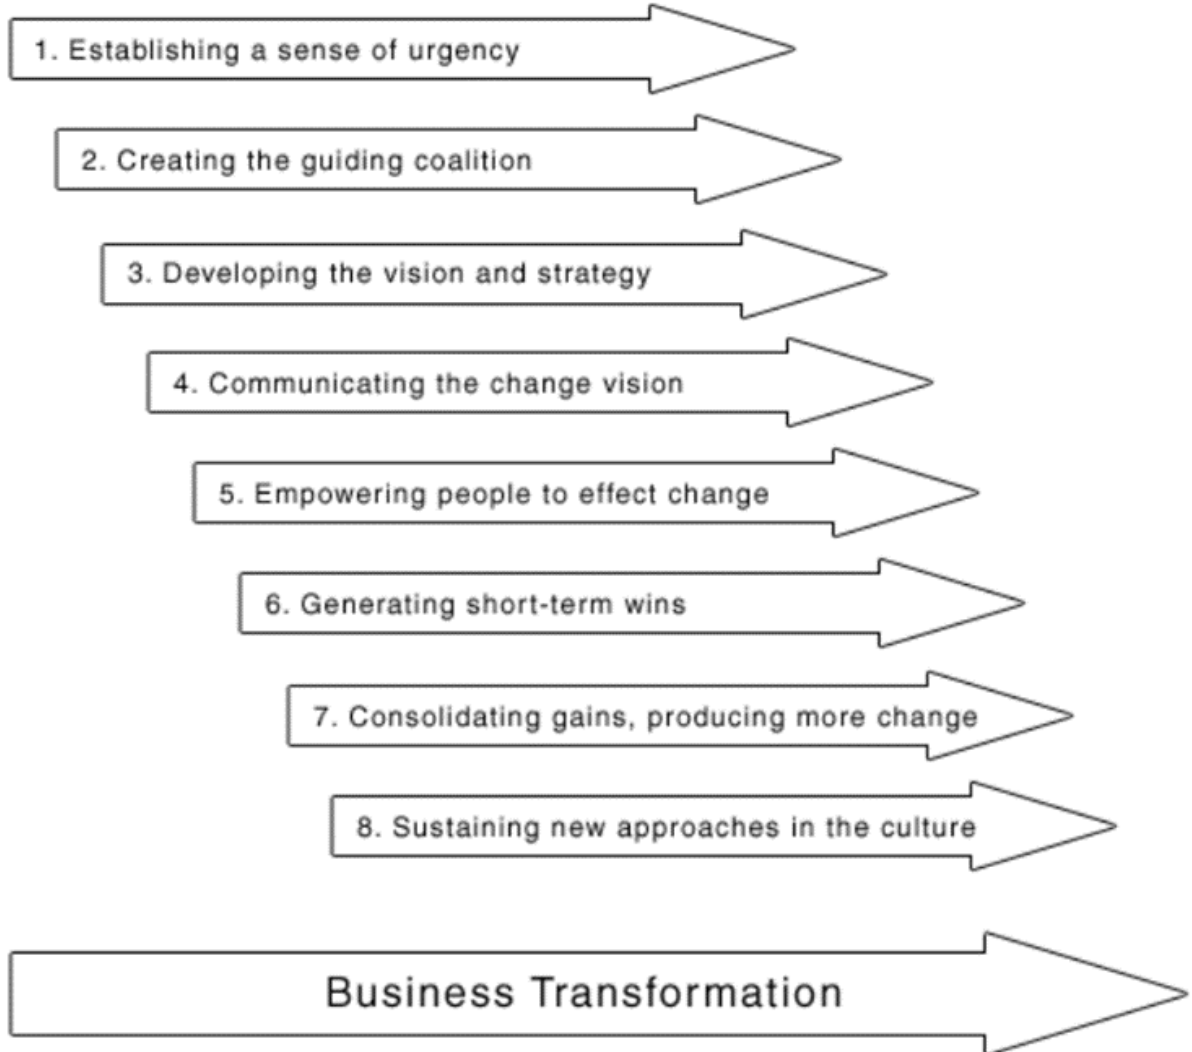 1. Establishing a sense of urgency
2. Creating the guiding coalition
3. Developing the vision and strategy
4. Communicating the change vision
5. Empowering people to effect change
6. Generating short-term wins
7. Consolidating gains, producing more change
8. Sustaining new approaches in the culture
Business Transformation